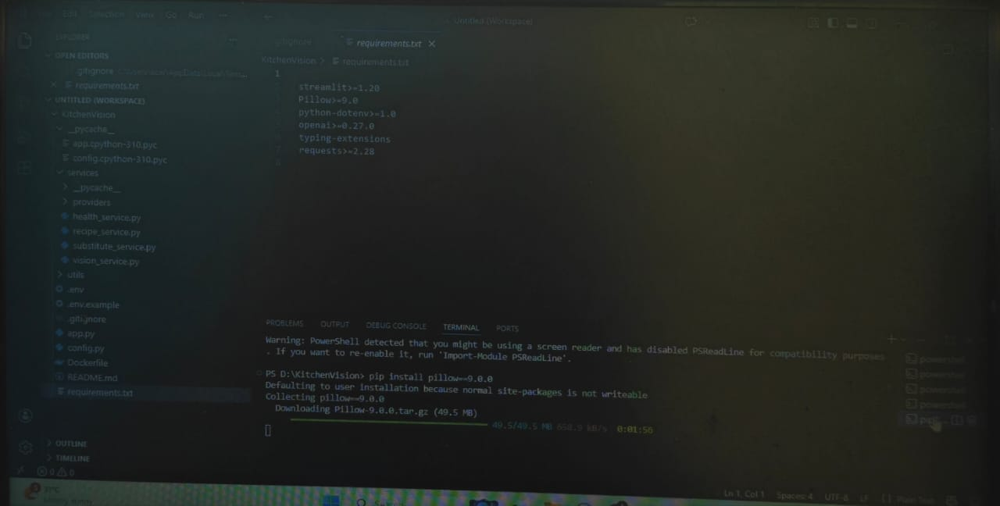 Edit Selection View Go Run ···
Untitled (Workspace)
EXPLORER
···
OPEN EDITORS
.gitignore
requirements.txt
UNTITLED (WORKSPACE)
KitchenVision
__pycache__
app.cpython-310.pyc
config.cpython-310.pyc
services
__pycache__
providers
health_service.py
recipe_service.py
substitute_service.py
vision_service.py
utils
.env
.env.example
.gitignore
app.py
config.py
Dockerfile
README.md
requirements.txt
OUTLINE
TIMELINE
0 0
.gitignore requirements.txt
KitchenVision > requirements.txt
1
streamlit>=1.20
Pillow>=9.0
python-dotenv>=1.0
openai>=0.27.0
typing-extensions
7 requests>=2.28
8
PROBLEMS OUTPUT DEBUG CONSOLE TERMINAL PORTS
Warning: PowerShell detected that you might be using a screen reader and has disabled PSReadLine for compatibility purposes
. If you want to re-enable it, run 'Import-Module PSReadLine'.
PS D:\KitchenVision> pip install pillow==9.0.0
Defaulting to user installation because normal site-packages is not writeable
Collecting pillow==9.0.0
Downloading Pillow-9.0.0.tar.gz (49.5 MB)
49.5/49.5 MB 658.9 kB/s 0:01:56
powershell
powershell
powershell
powershell
Ln 1, Col 1 Spaces: 4 UTF-8 LF { } Plain Text
31°C